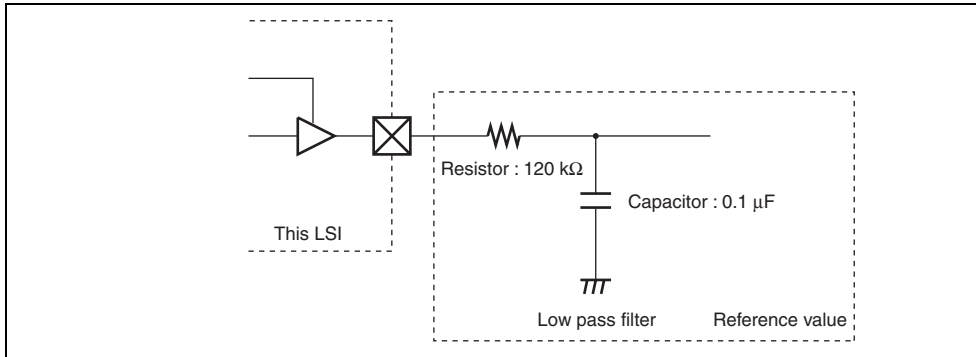 Resistor : 120 kΩ
Capacitor : 0.1 μF
This LSI
Low pass filter
Reference value